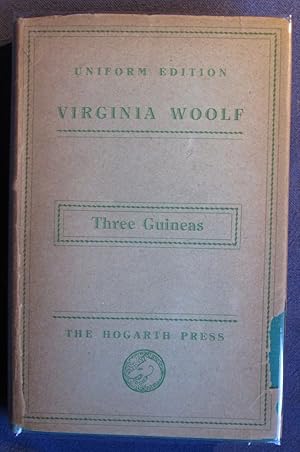 UNIFORM EDITION
VIRGINIA WOOLF
Three Guineas
THE HOGARTH PRESS